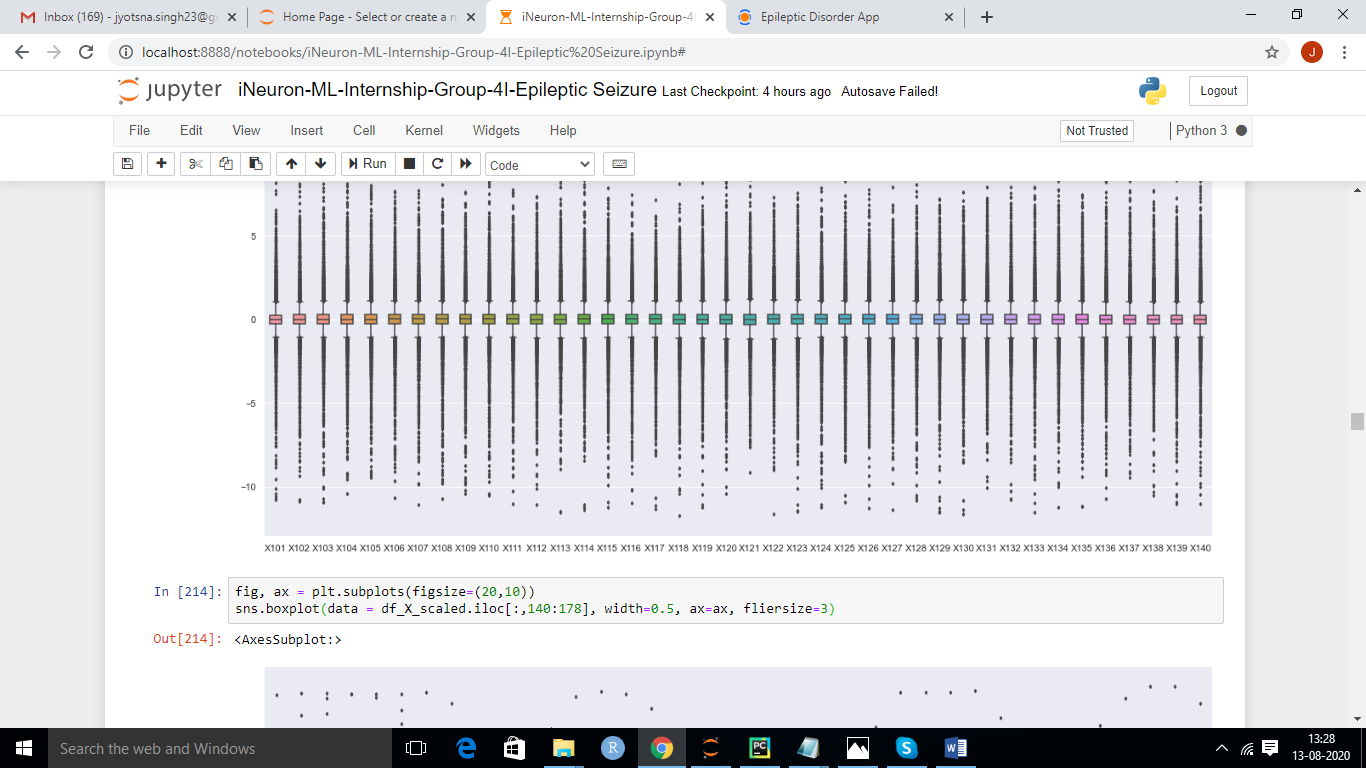 Inbox (169) - jyotsna.singh23@g
Home Page - Select or create a n
iNeuron-ML-Internship-Group-4I
Epileptic Disorder App
localhost:8888/notebooks/iNeuron-ML-Internship-Group-4I-Epileptic%20Seizure.ipynb#
J
jupyter iNeuron-ML-Internship-Group-4I-Epileptic Seizure Last Checkpoint: 4 hours ago Autosave Failed! Logout
File Edit View Insert Cell Kernel Widgets Help Not Trusted Python 3
Run Code
5
0
−5
−10
X101 X102 X103 X104 X105 X106 X107 X108 X109 X110 X111 X112 X113 X114 X115 X116 X117 X118 X119 X120 X121 X122 X123 X124 X125 X126 X127 X128 X129 X130 X131 X132 X133 X134 X135 X136 X137 X138 X139 X140
In [214]: fig, ax = plt.subplots(figsize=(20,10))
sns.boxplot(data = df_X_scaled.iloc[:,140:178], width=0.5, ax=ax, fliersize=3)
Out[214]: <AxesSubplot:>
Search the web and Windows
R
PC
S
W
13:28
13-08-2020